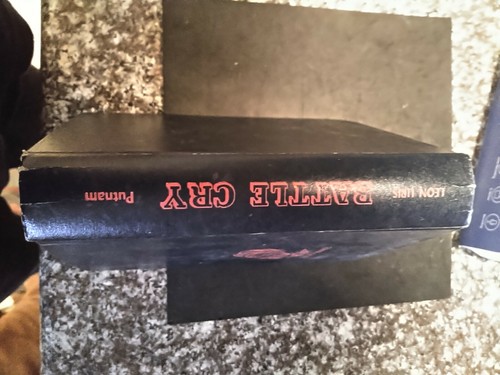 LEON URIS
BATTLE CRY
Putnam